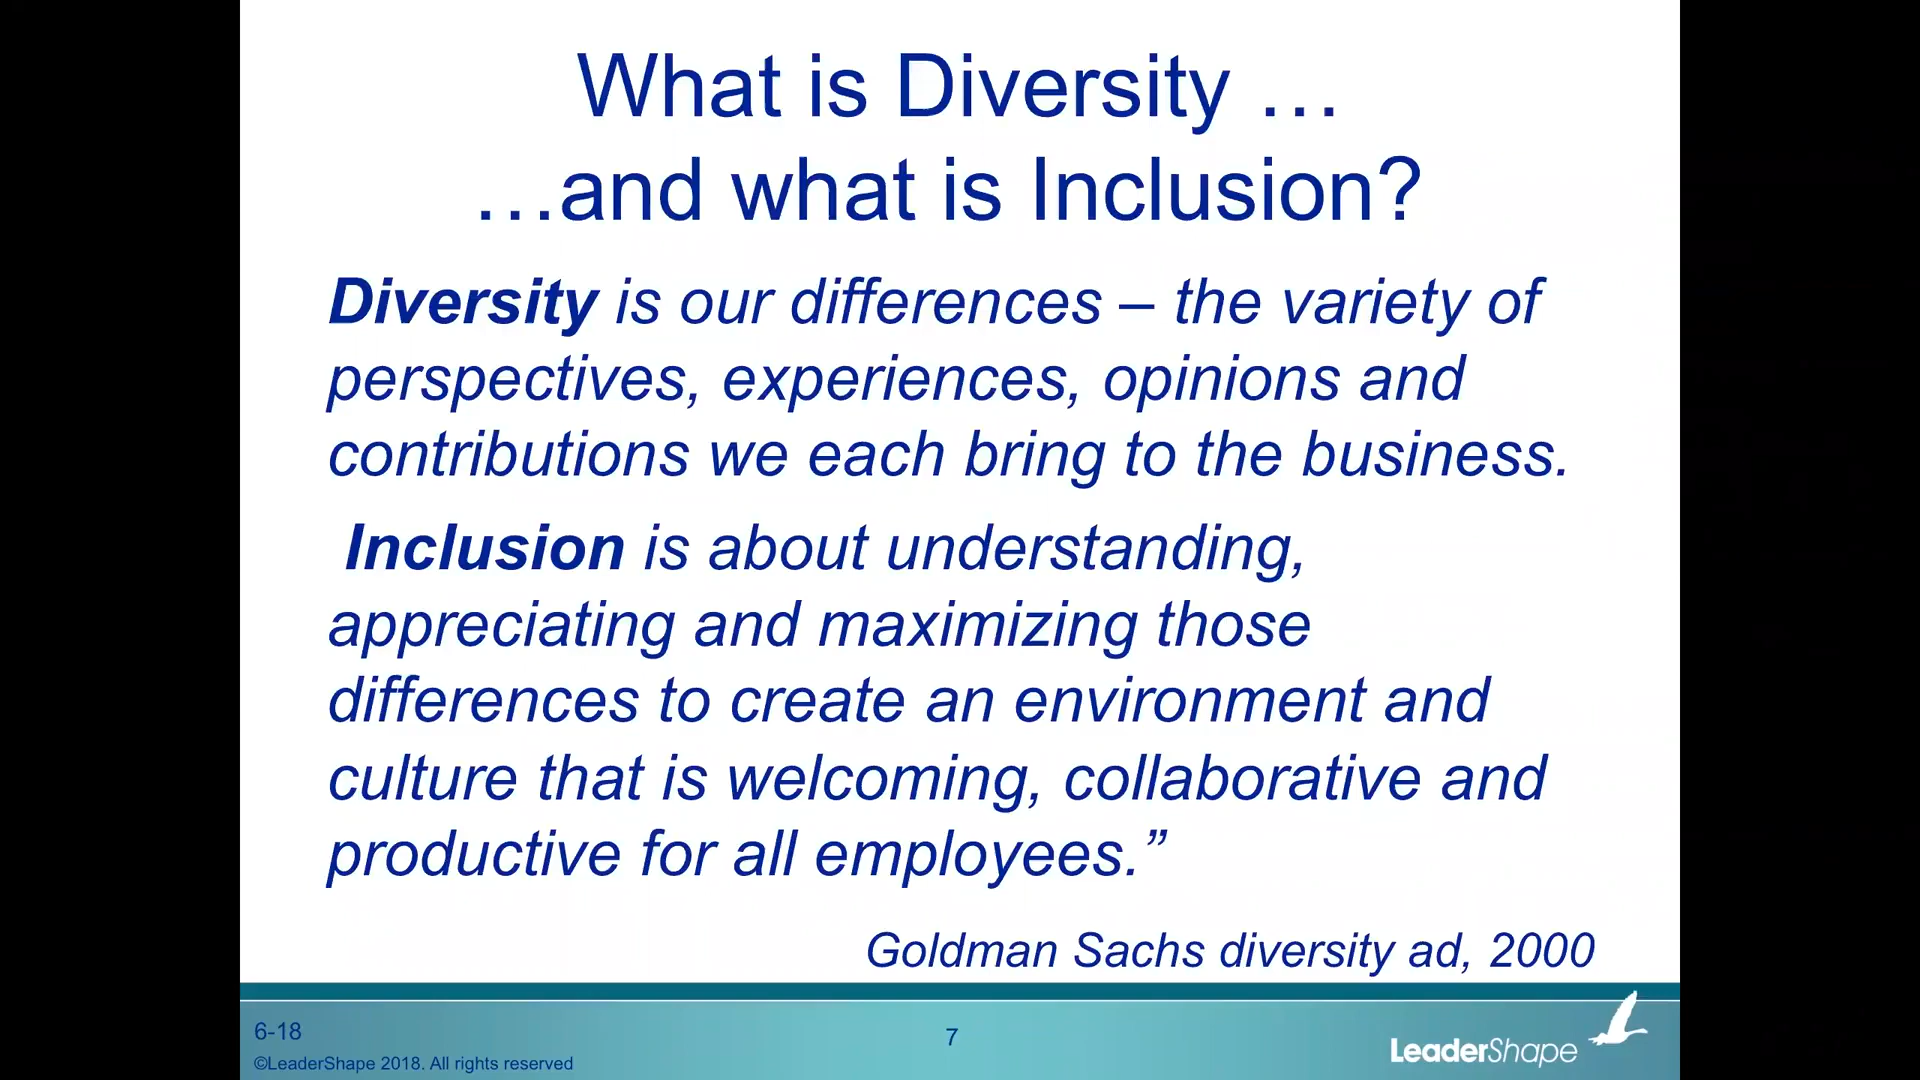 What is Diversity …
…and what is Inclusion?
Diversity is our differences – the variety of
perspectives, experiences, opinions and
contributions we each bring to the business.
Inclusion is about understanding,
appreciating and maximizing those
differences to create an environment and
culture that is welcoming, collaborative and
productive for all employees.”
Goldman Sachs diversity ad, 2000
6-18
©LeaderShape 2018. All rights reserved
7
LeaderShape